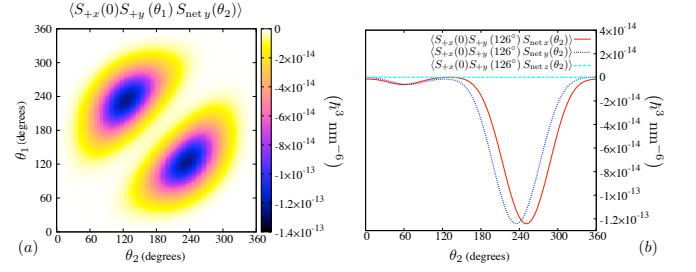 ⟨S₊ₓ(0)S₊y (θ₁) S_net y(θ₂)⟩
θ₁ (degrees)
360
300
240
180
120
60
0
0 60 120 180 240 300 360
θ₂ (degrees)
(a)
0
-2×10⁻¹⁴
-4×10⁻¹⁴
-6×10⁻¹⁴
-8×10⁻¹⁴
-1×10⁻¹³
-1.2×10⁻¹³
-1.4×10⁻¹³
(ℏ³ nm⁻⁶)
⟨S₊ₓ(0)S₊y (126°) S_net x(θ₂)⟩
⟨S₊ₓ(0)S₊y (126°) S_net y(θ₂)⟩
⟨S₊ₓ(0)S₊y (126°) S_net z(θ₂)⟩
4×10⁻¹⁴
2×10⁻¹⁴
0
-2×10⁻¹⁴
-4×10⁻¹⁴
-6×10⁻¹⁴
-8×10⁻¹⁴
-1×10⁻¹³
-1.2×10⁻¹³
(ℏ³ nm⁻⁶)
0 60 120 180 240 300 360
θ₂ (degrees)
(b)